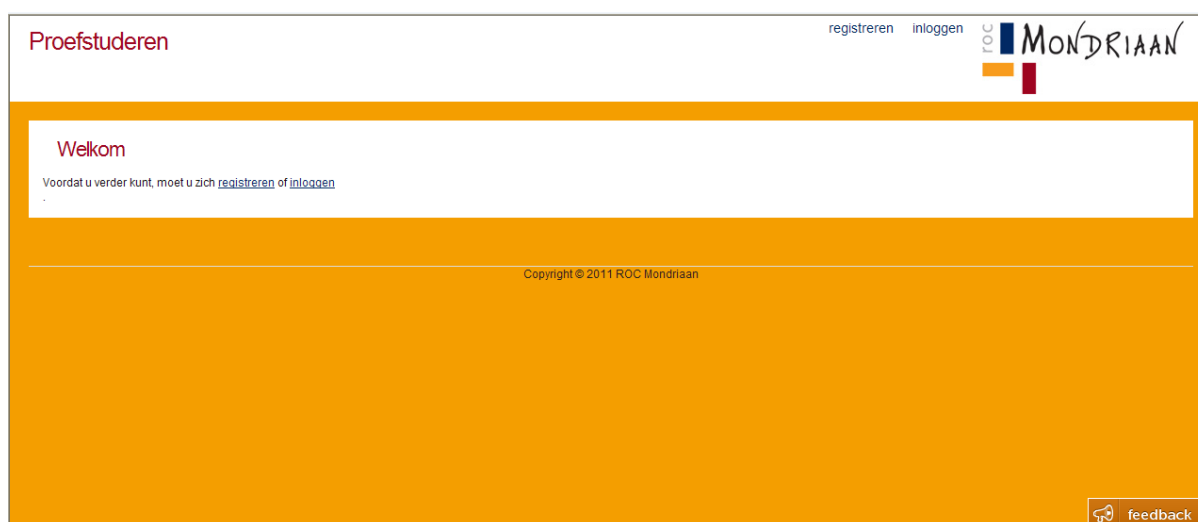 Proefstuderen
registreren inloggen
roc MONDRIAAN
Welkom
Voordat u verder kunt, moet u zich registreren of inloggen
.
Copyright © 2011 ROC Mondriaan
feedback